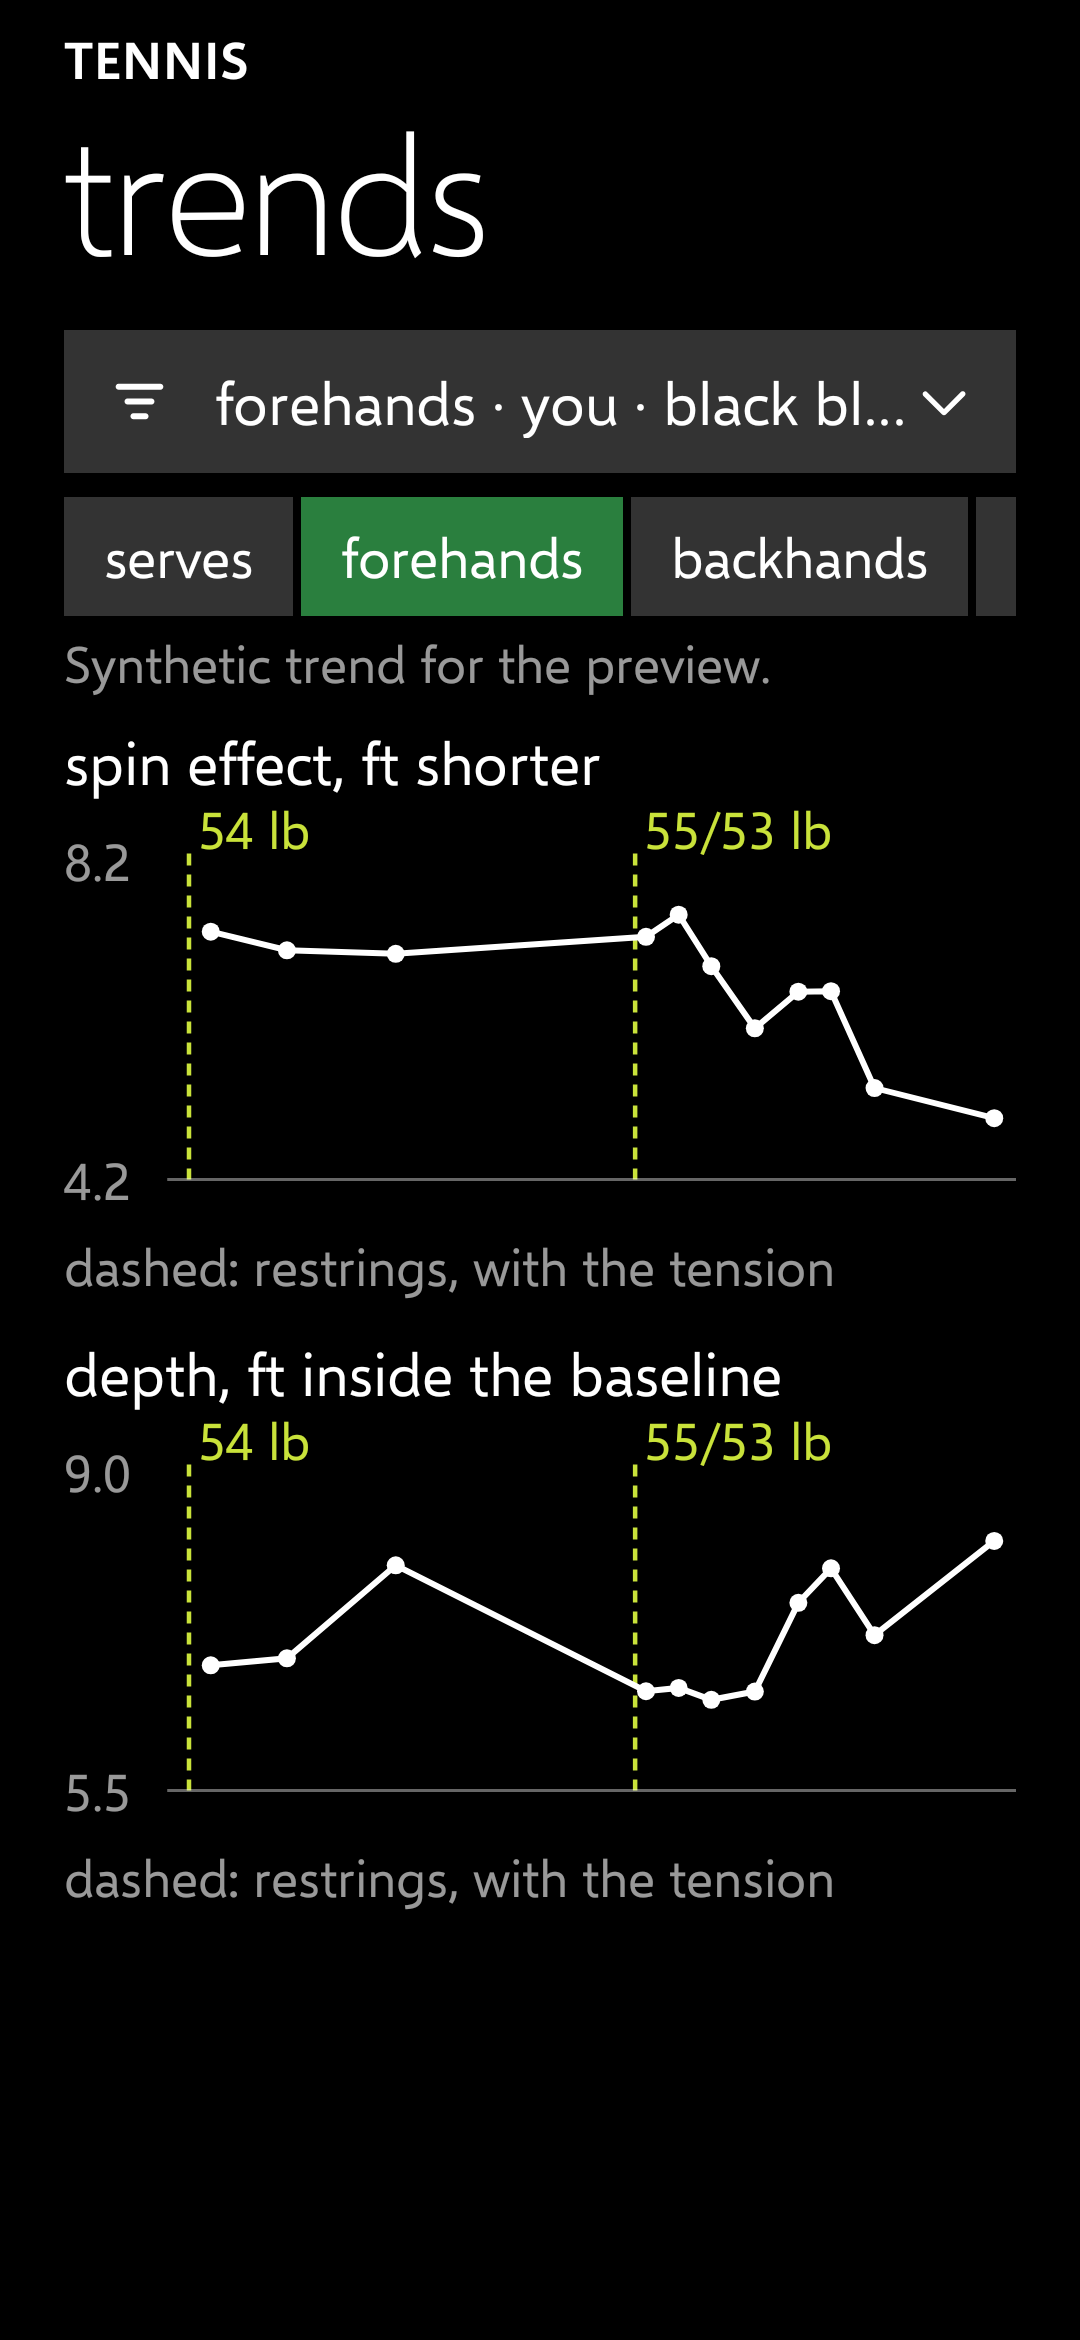 TENNIS
trends
forehands · you · black bl...
serves forehands backhands
Synthetic trend for the preview.
spin effect, ft shorter
54 lb 55/53 lb
8.2
4.2
dashed: restrings, with the tension
depth, ft inside the baseline
54 lb 55/53 lb
9.0
5.5
dashed: restrings, with the tension